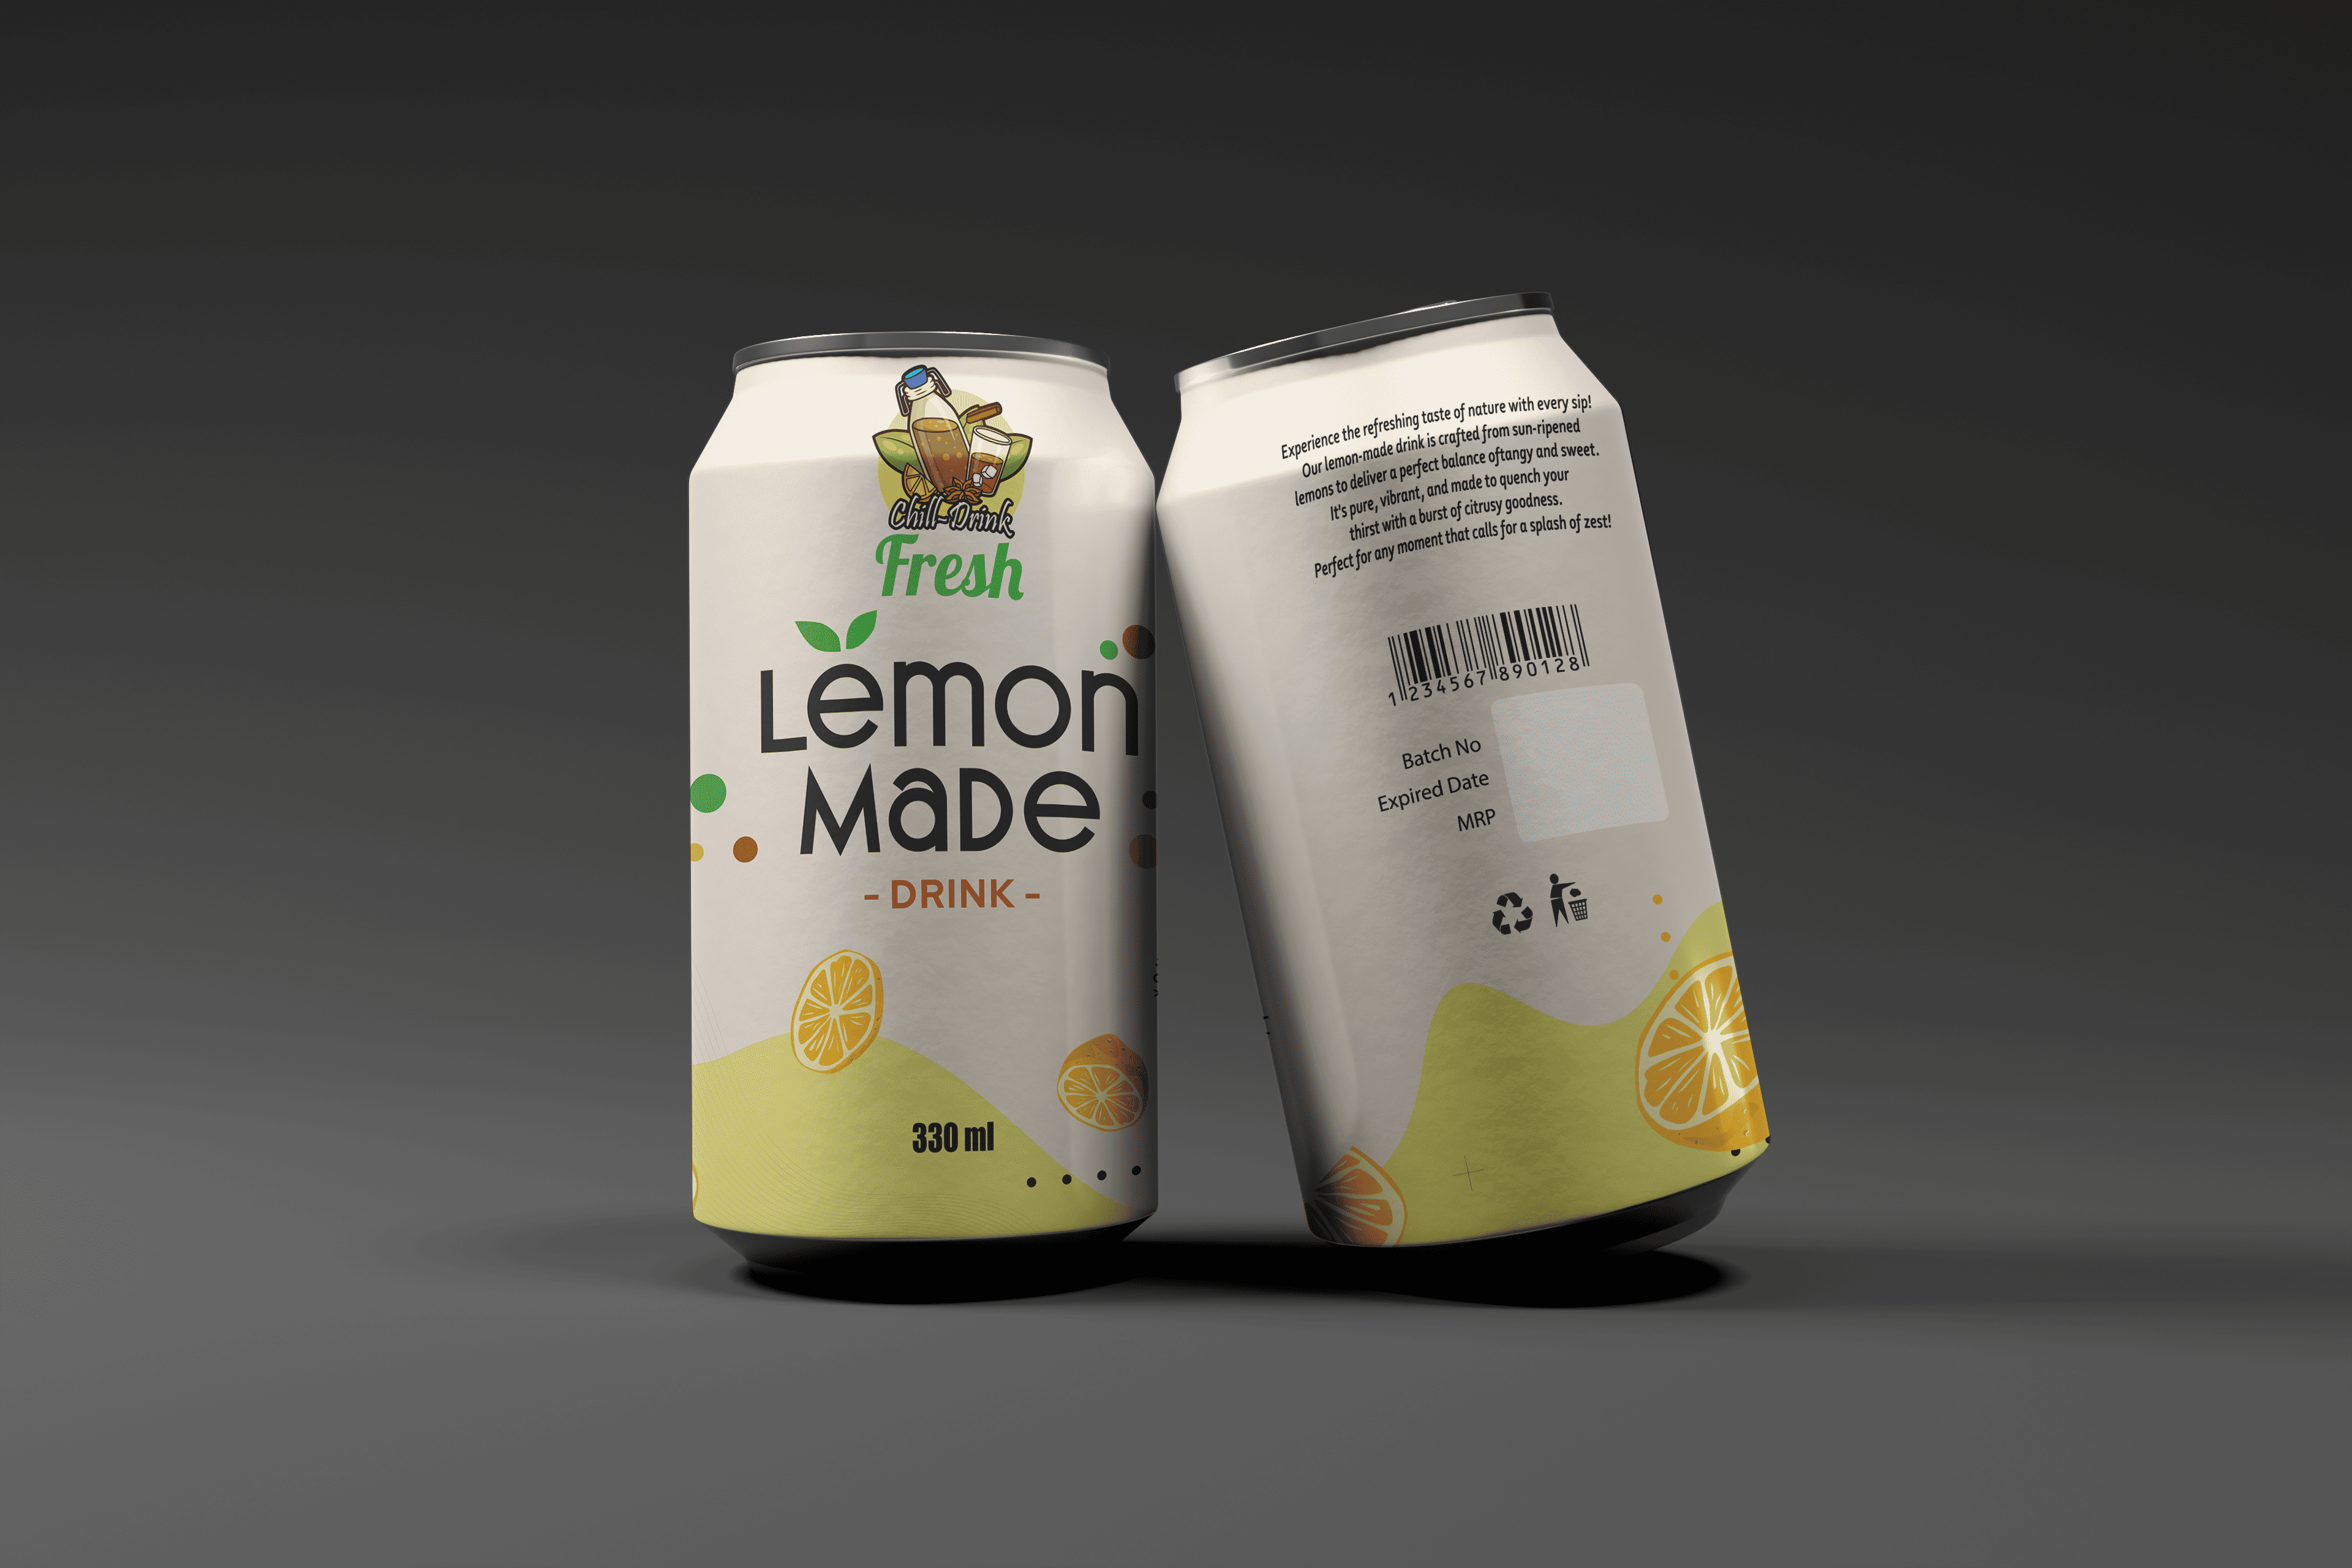 Chill-Drink
Fresh
Lemon
MaDe
- DRINK -
330 ml
Experience the refreshing taste of nature with every sip!
Our lemon-made drink is crafted from sun-ripened
lemons to deliver a perfect balance oftangy and sweet.
It's pure, vibrant, and made to quench your
thirst with a burst of citrusy goodness.
Perfect for any moment that calls for a splash of zest!
1 234567 890128
Batch No
Expired Date
MRP